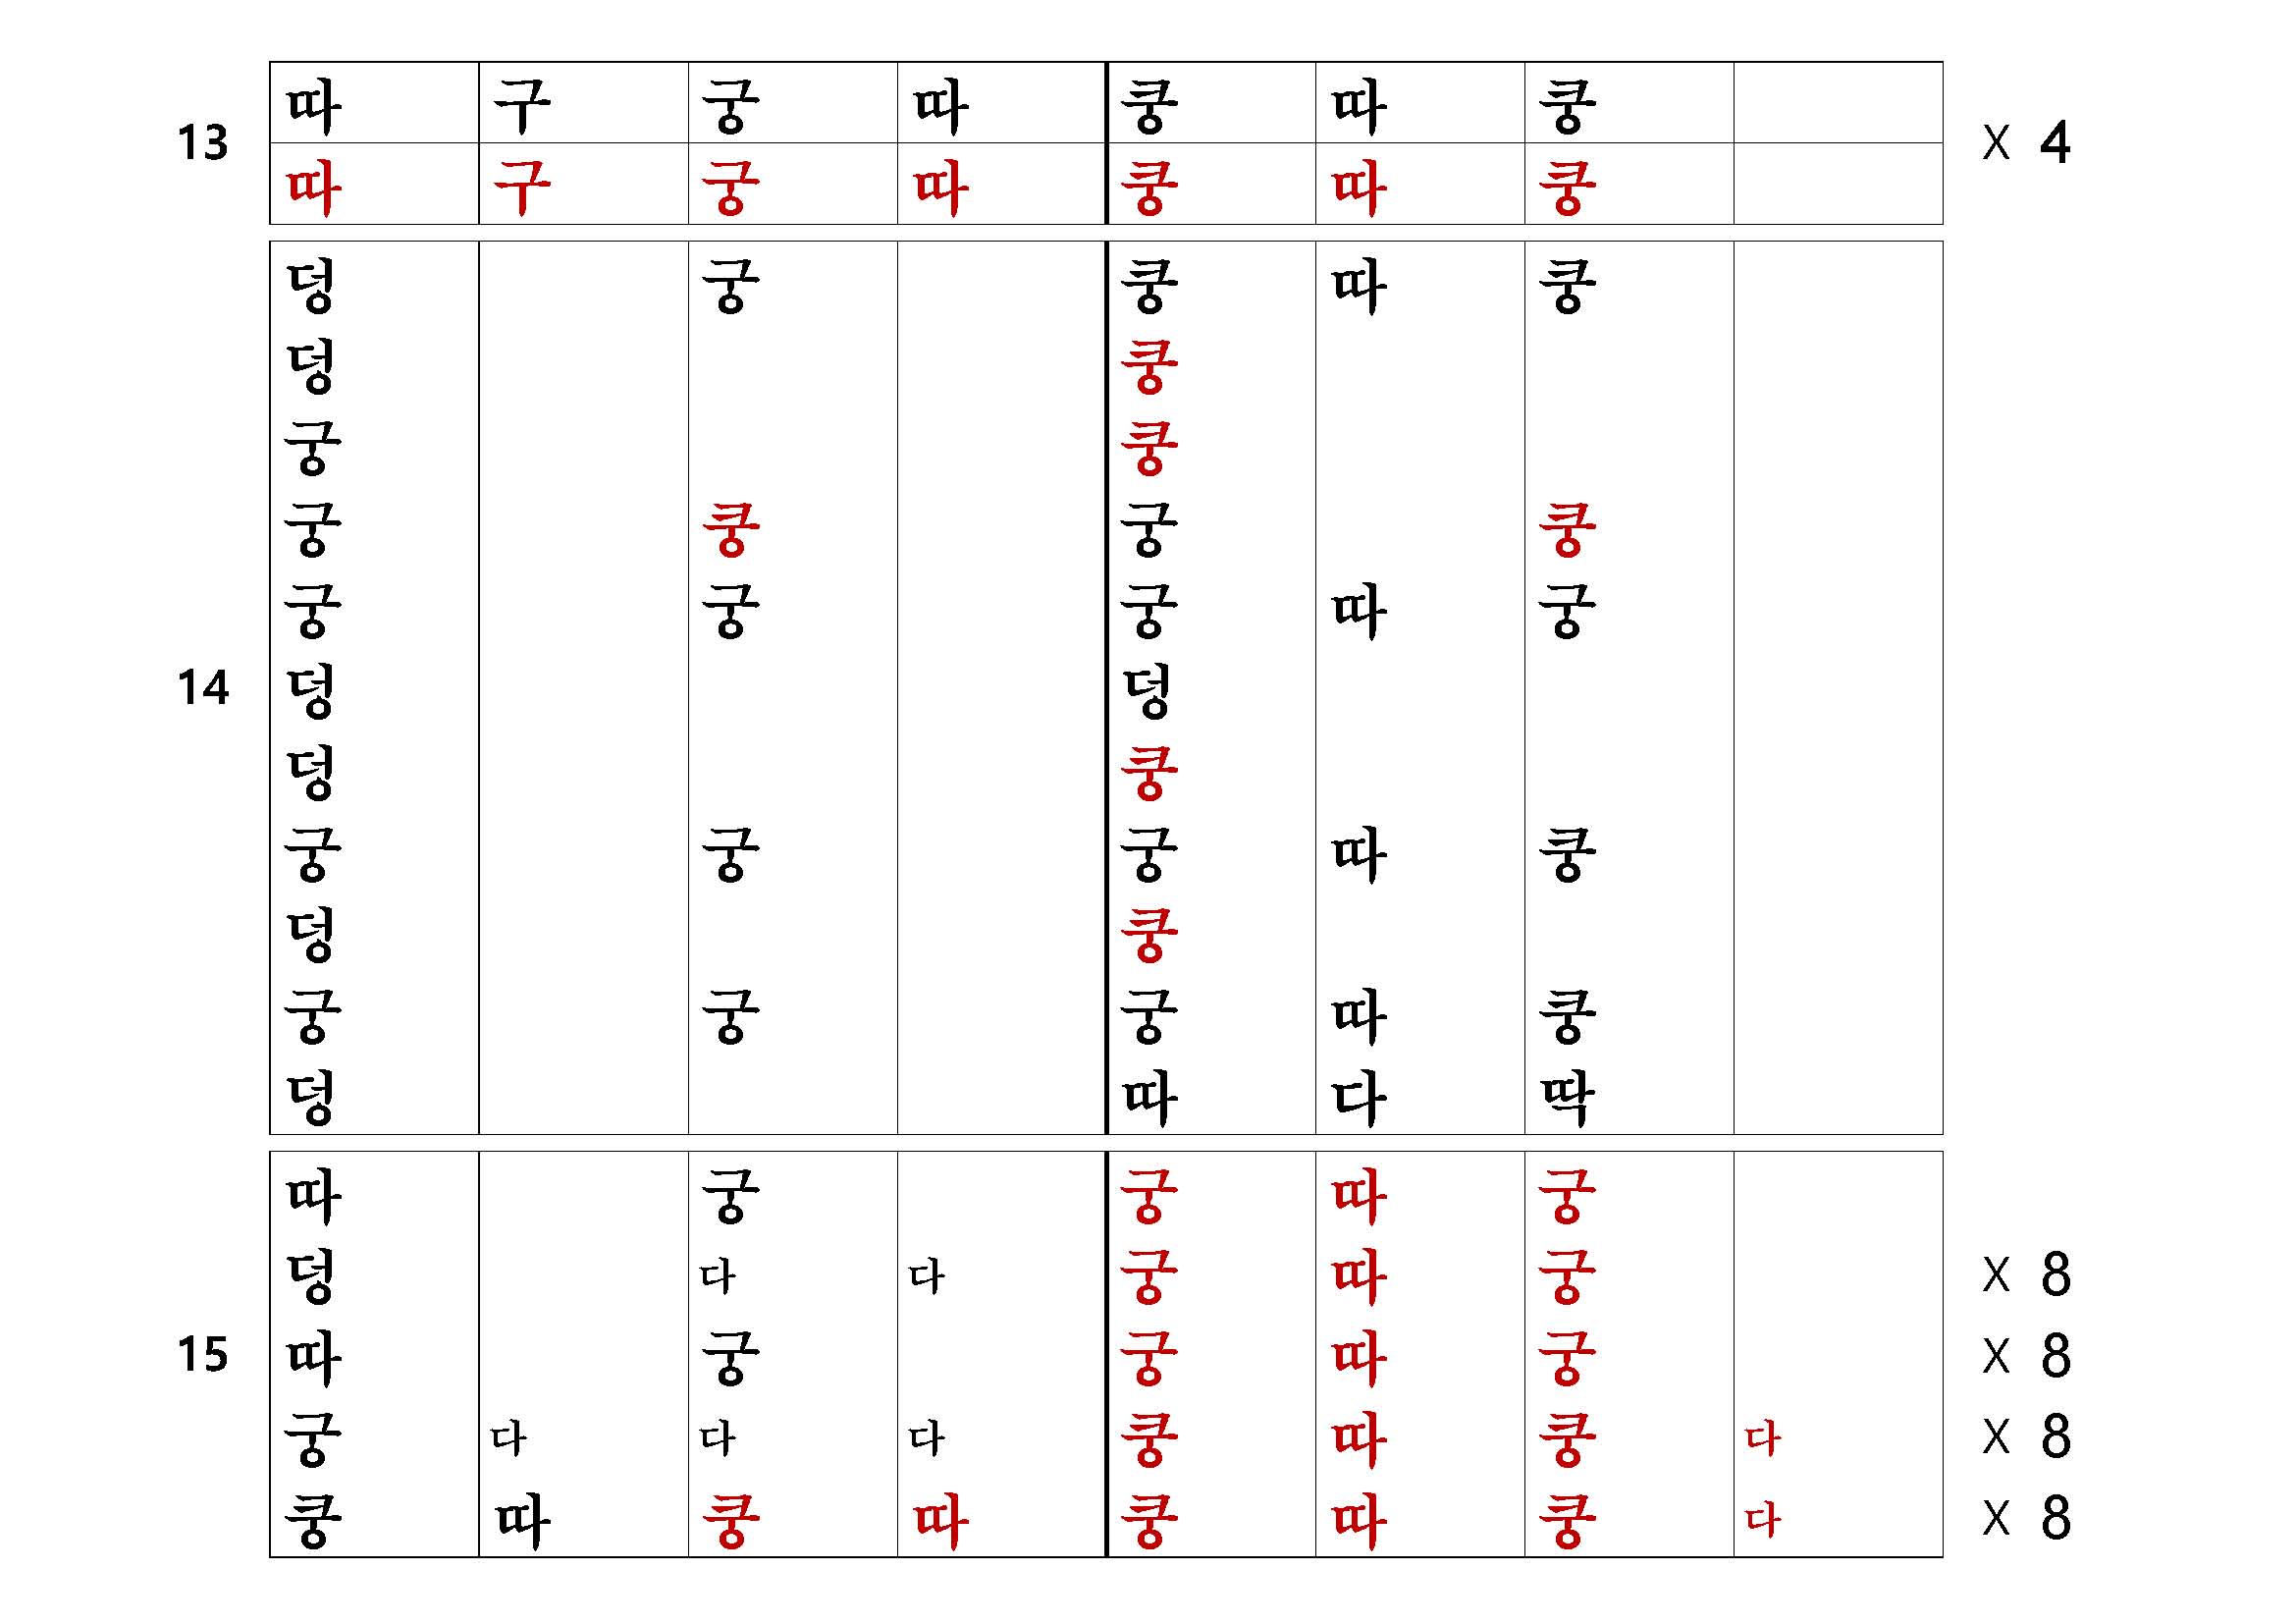 13
따 구 궁 따 쿵 따 쿵 X 4
따 구 궁 따 쿵 따 쿵
14
덩 궁 쿵 따 쿵
덩 쿵
궁 쿵
궁 쿵 궁 쿵
궁 궁 궁 따 궁
덩 덩
덩 쿵
궁 궁 궁 따 쿵
덩 쿵
궁 궁 궁 따 쿵
덩 따 다 딱
15
따 궁 궁 따 궁
덩 다 다 궁 따 궁 X 8
따 궁 궁 따 궁 X 8
궁 다 다 다 쿵 따 쿵 다 X 8
쿵 따 쿵 따 쿵 따 쿵 다 X 8